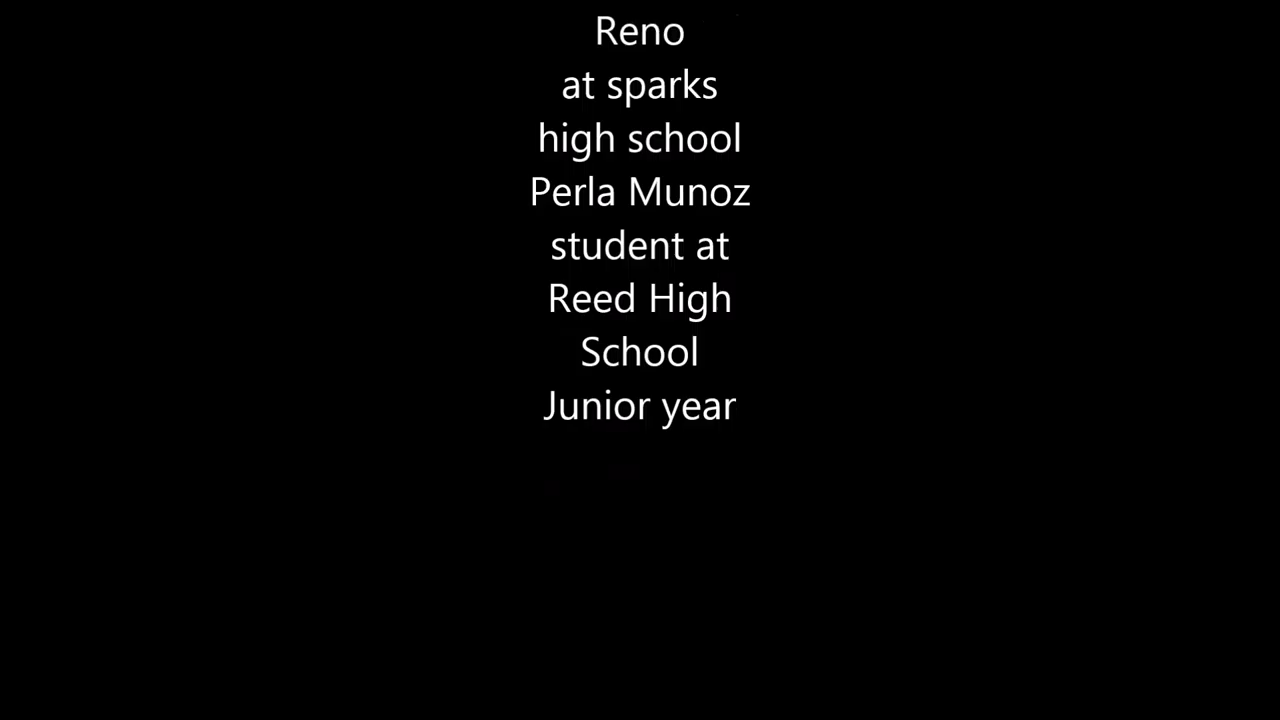 Reno
at sparks
high school
Perla Munoz
student at
Reed High
School
Junior year